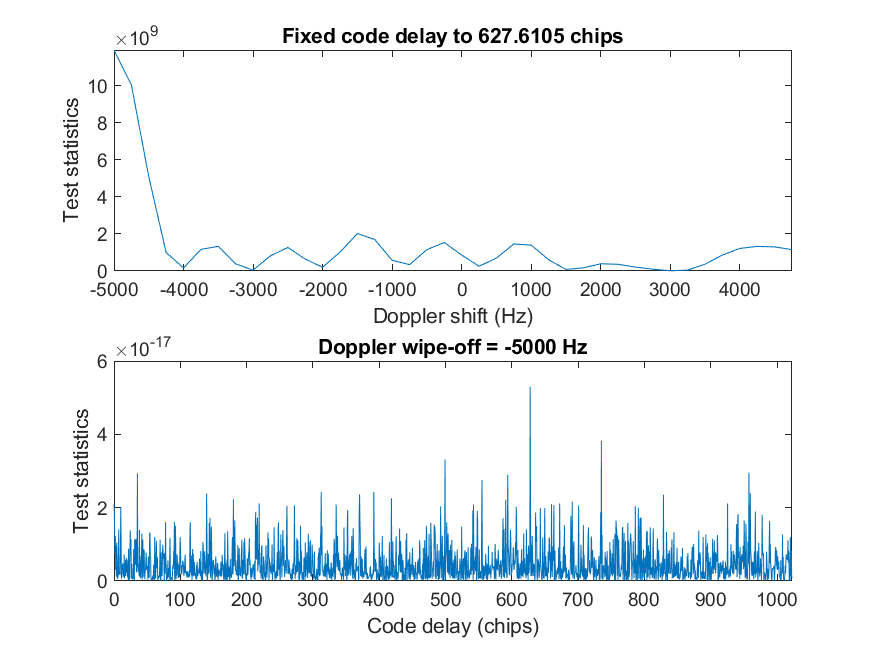 ×10^9
Fixed code delay to 627.6105 chips
10
8
6
4
2
0
Test statistics
-5000 -4000 -3000 -2000 -1000 0 1000 2000 3000 4000
Doppler shift (Hz)
×10^-17
Doppler wipe-off = -5000 Hz
6
4
2
0
Test statistics
0 100 200 300 400 500 600 700 800 900 1000
Code delay (chips)